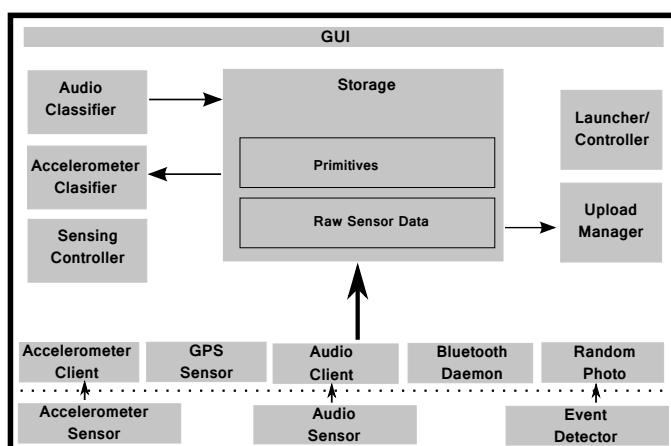 GUI
Audio
Classifier
Storage
Launcher/
Controller
Accelerometer
Clasifier
Primitives
Sensing
Controller
Raw Sensor Data
Upload
Manager
Accelerometer
Client
GPS
Sensor
Audio
Client
Bluetooth
Daemon
Random
Photo
Accelerometer
Sensor
Audio
Sensor
Event
Detector